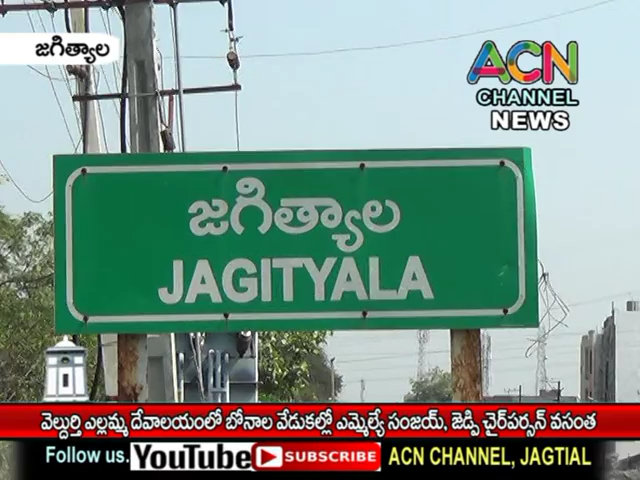 జగిత్యాల
ACN
CHANNEL
NEWS
జగిత్యాల
JAGITYALA
వెల్దుర్తి ఎల్లమ్మ దేవాలయంలో బోనాల వేడుకల్లో ఎమ్మెల్యే సంజయ్, జెడ్పి చైర్‌పర్సన్ వసంత
Follow us. YouTube SUBSCRIBE ACN CHANNEL, JAGTIAL